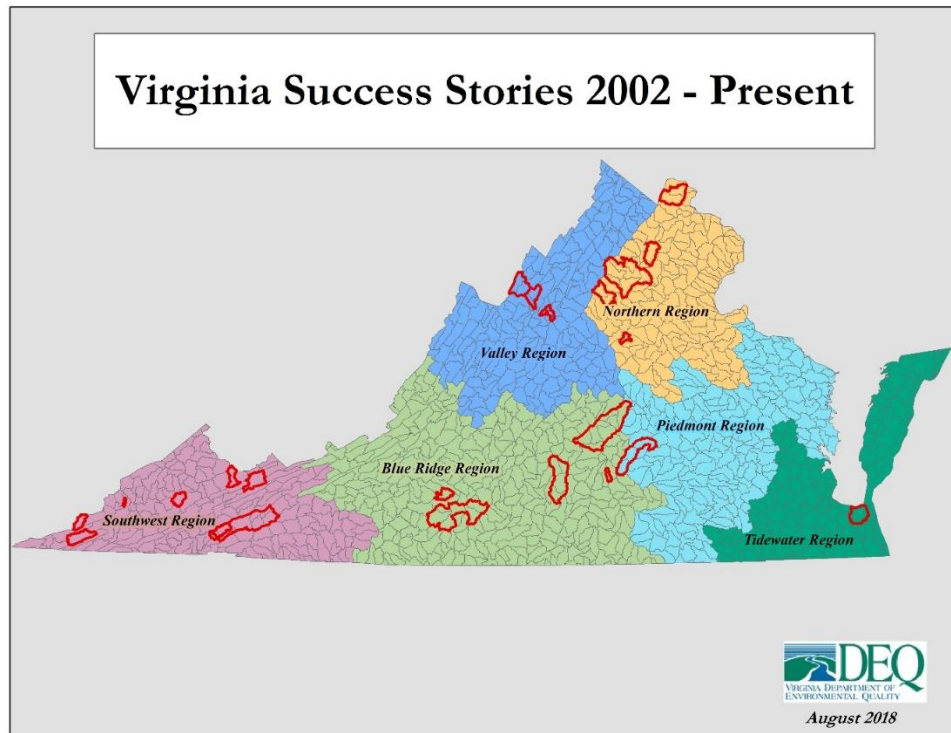 Virginia Success Stories 2002 - Present
Northern Region
Valley Region
Piedmont Region
Blue Ridge Region
Southwest Region
Tidewater Region
DEQ
VIRGINIA DEPARTMENT OF
ENVIRONMENTAL QUALITY
August 2018